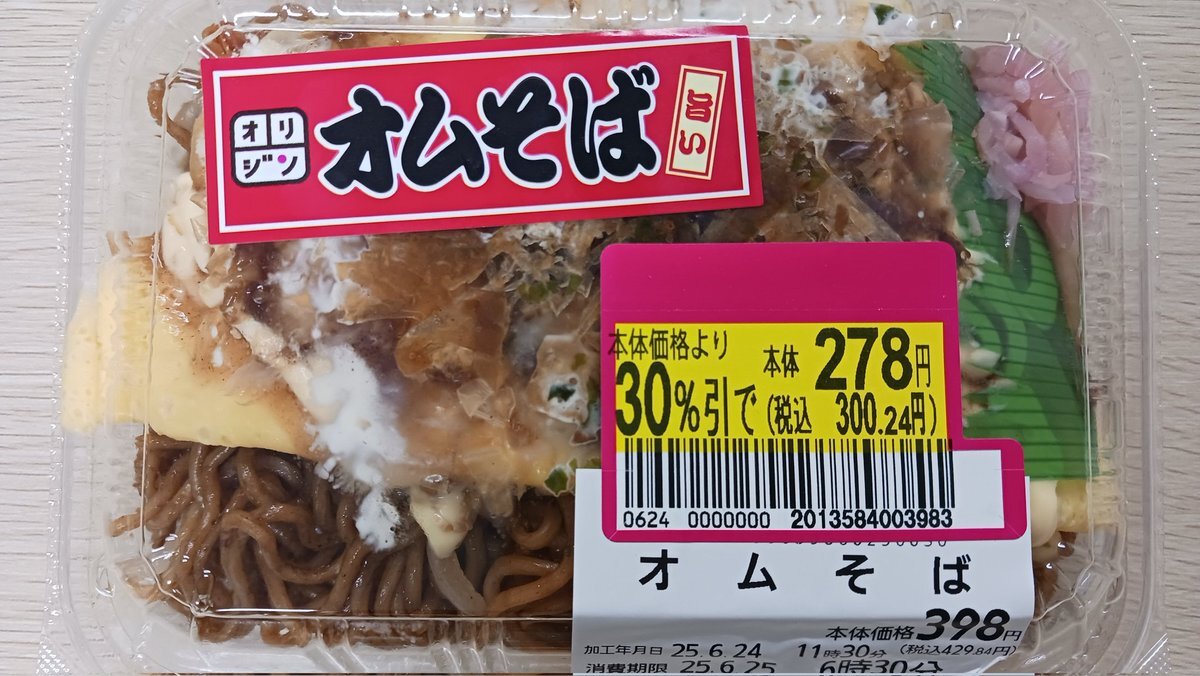 オリジン
オムそば
旨い
本体価格より
30%引で
本体 278円
(税込 300.24円)
0624 0000000 2013584003983
オムそば
本体価格398円
(税込429.84円)
加工年月日 25.6.24 11時30分
消費期限 25.6.25 6時30分